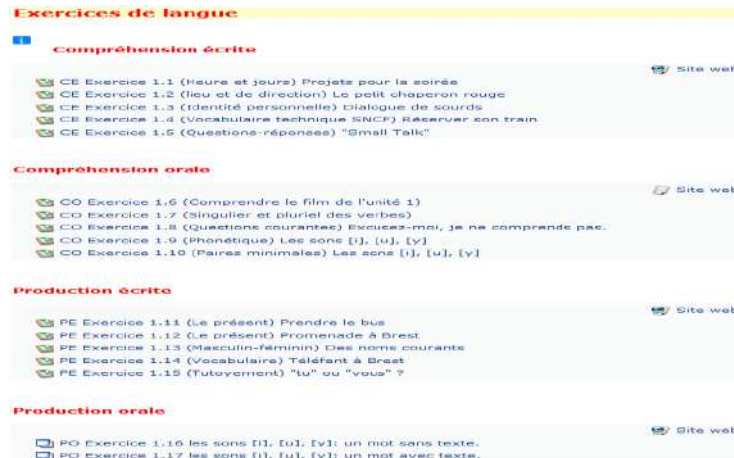 Exercices de langue
Compréhension écrite
Site web
CE Exercice 1.1 (Heure et jours) Projets pour la soirée
CE Exercice 1.2 (lieu et de direction) Le petit chaperon rouge
CE Exercice 1.3 (Identité personnelle) Dialogue de sourds
CE Exercice 1.4 (Vocabulaire technique SNCF) Réserver son train
CE Exercice 1.5 (Questions-réponses) "Small Talk"
Compréhension orale
Site web
CO Exercice 1.6 (Comprendre le film de l'unité 1)
CO Exercice 1.7 (Singulier et pluriel des verbes)
CO Exercice 1.8 (Questions courantes) Excusez-moi, je ne comprends pas.
CO Exercice 1.9 (Phonétique) Les sons [i], [u], [y]
CO Exercice 1.10 (Paires minimales) Les sons [i], [u], [y]
Production écrite
Site web
PE Exercice 1.11 (Le présent) Prendre le bus
PE Exercice 1.12 (Le présent) Promenade à Brest
PE Exercice 1.13 (Masculin-féminin) Des noms courants
PE Exercice 1.14 (Vocabulaire) Téléfant à Brest
PE Exercice 1.15 (Tutoyement) "tu" ou "vous" ?
Production orale
Site web
PO Exercice 1.16 les sons [i], [u], [y]: un mot sans texte.
PO Exercice 1.17 les sons [i], [u], [y]: un mot avec texte.